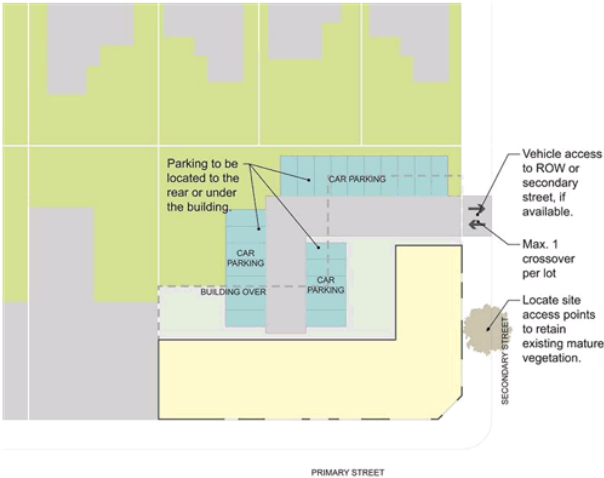 Parking to be
located to the
rear or under
the building.
CAR PARKING
Vehicle access
to ROW or
secondary
street, if
available.
Max. 1
crossover
per lot
CAR
PARKING
CAR
PARKING
BUILDING OVER
Locate site
access points
to retain
existing mature
vegetation.
SECONDARY STREET
PRIMARY STREET